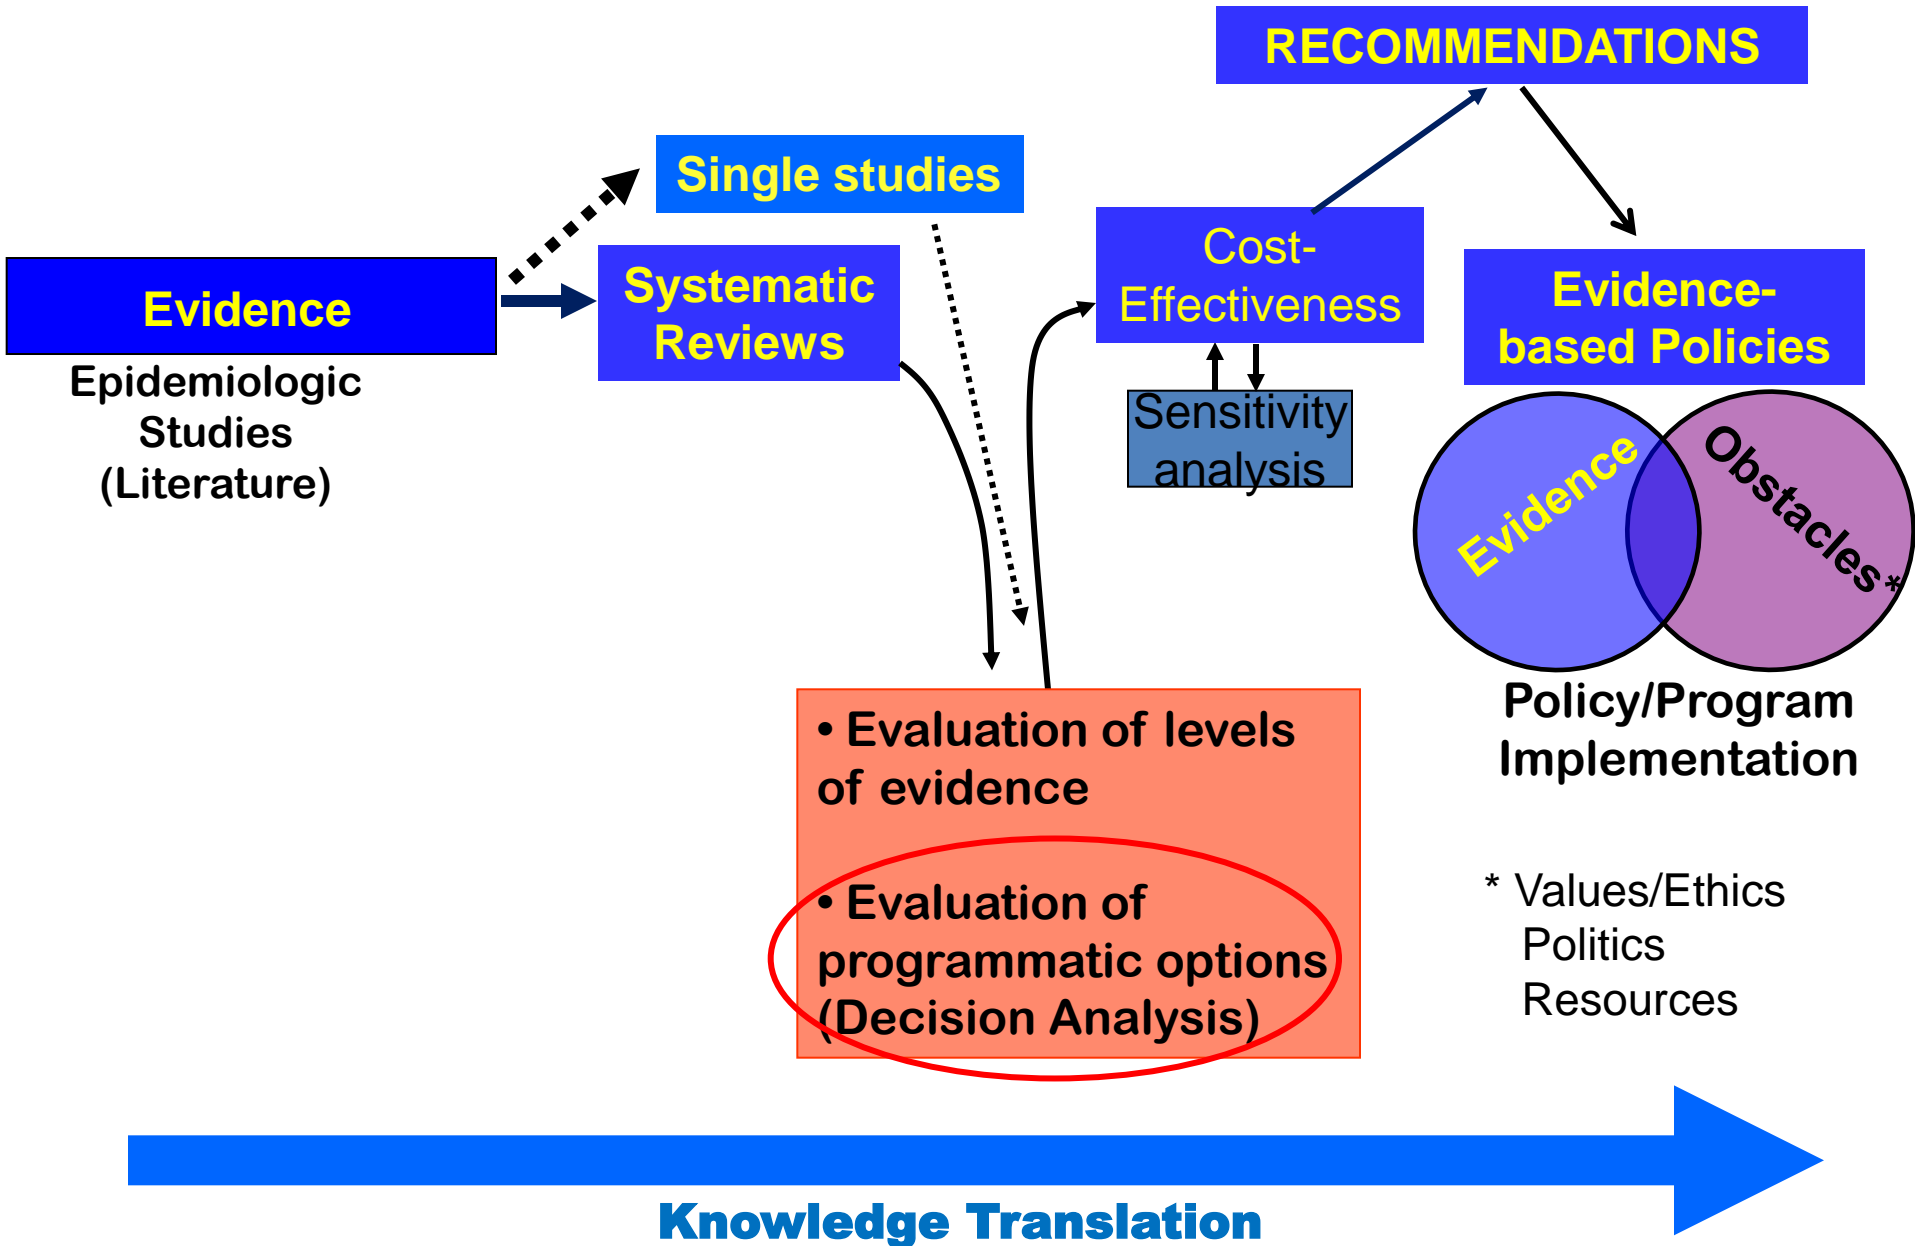 RECOMMENDATIONS
Single studies
Evidence
Epidemiologic
Studies
(Literature)
Systematic
Reviews
Cost-
Effectiveness
Sensitivity
analysis
Evidence-
based Policies
Evidence
Obstacles*
Policy/Program
Implementation
• Evaluation of levels
of evidence
• Evaluation of
programmatic options
(Decision Analysis)
* Values/Ethics
Politics
Resources
Knowledge Translation